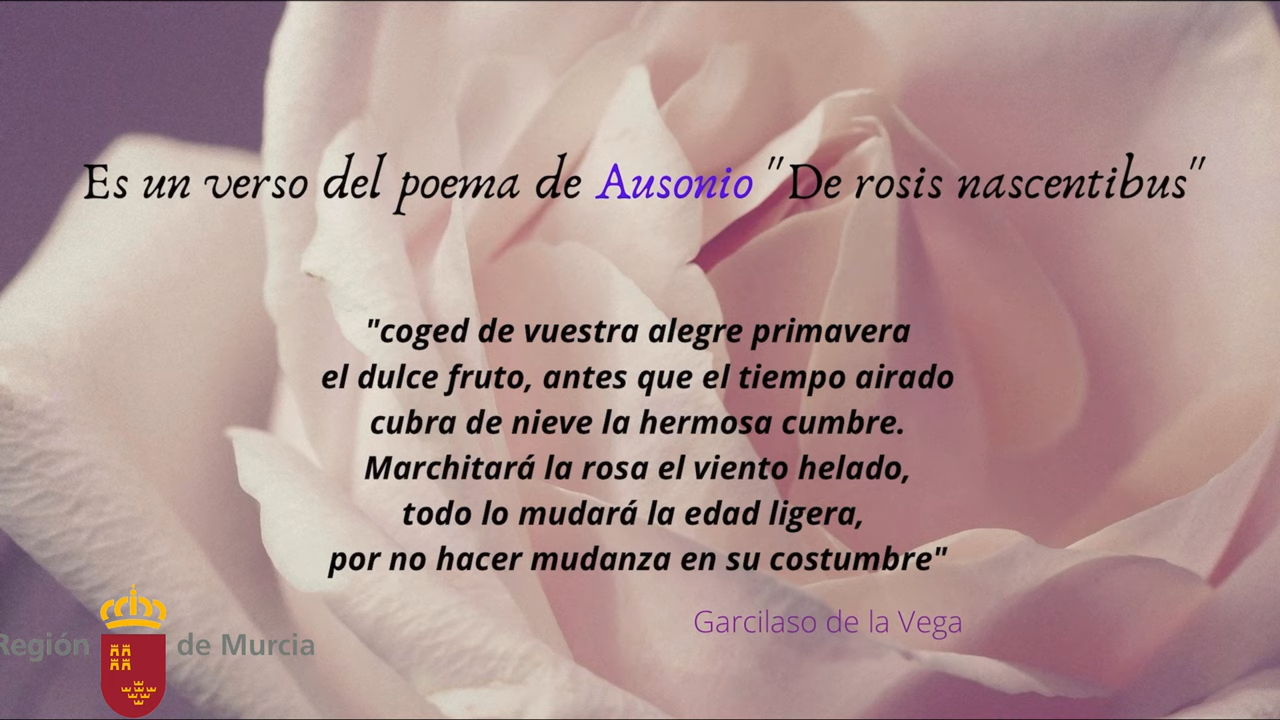 Es un verso del poema de Ausonio "De rosis nascentibus"
"coged de vuestra alegre primavera
el dulce fruto, antes que el tiempo airado
cubra de nieve la hermosa cumbre.
Marchitará la rosa el viento helado,
todo lo mudará la edad ligera,
por no hacer mudanza en su costumbre"
Garcilaso de la Vega
Región de Murcia